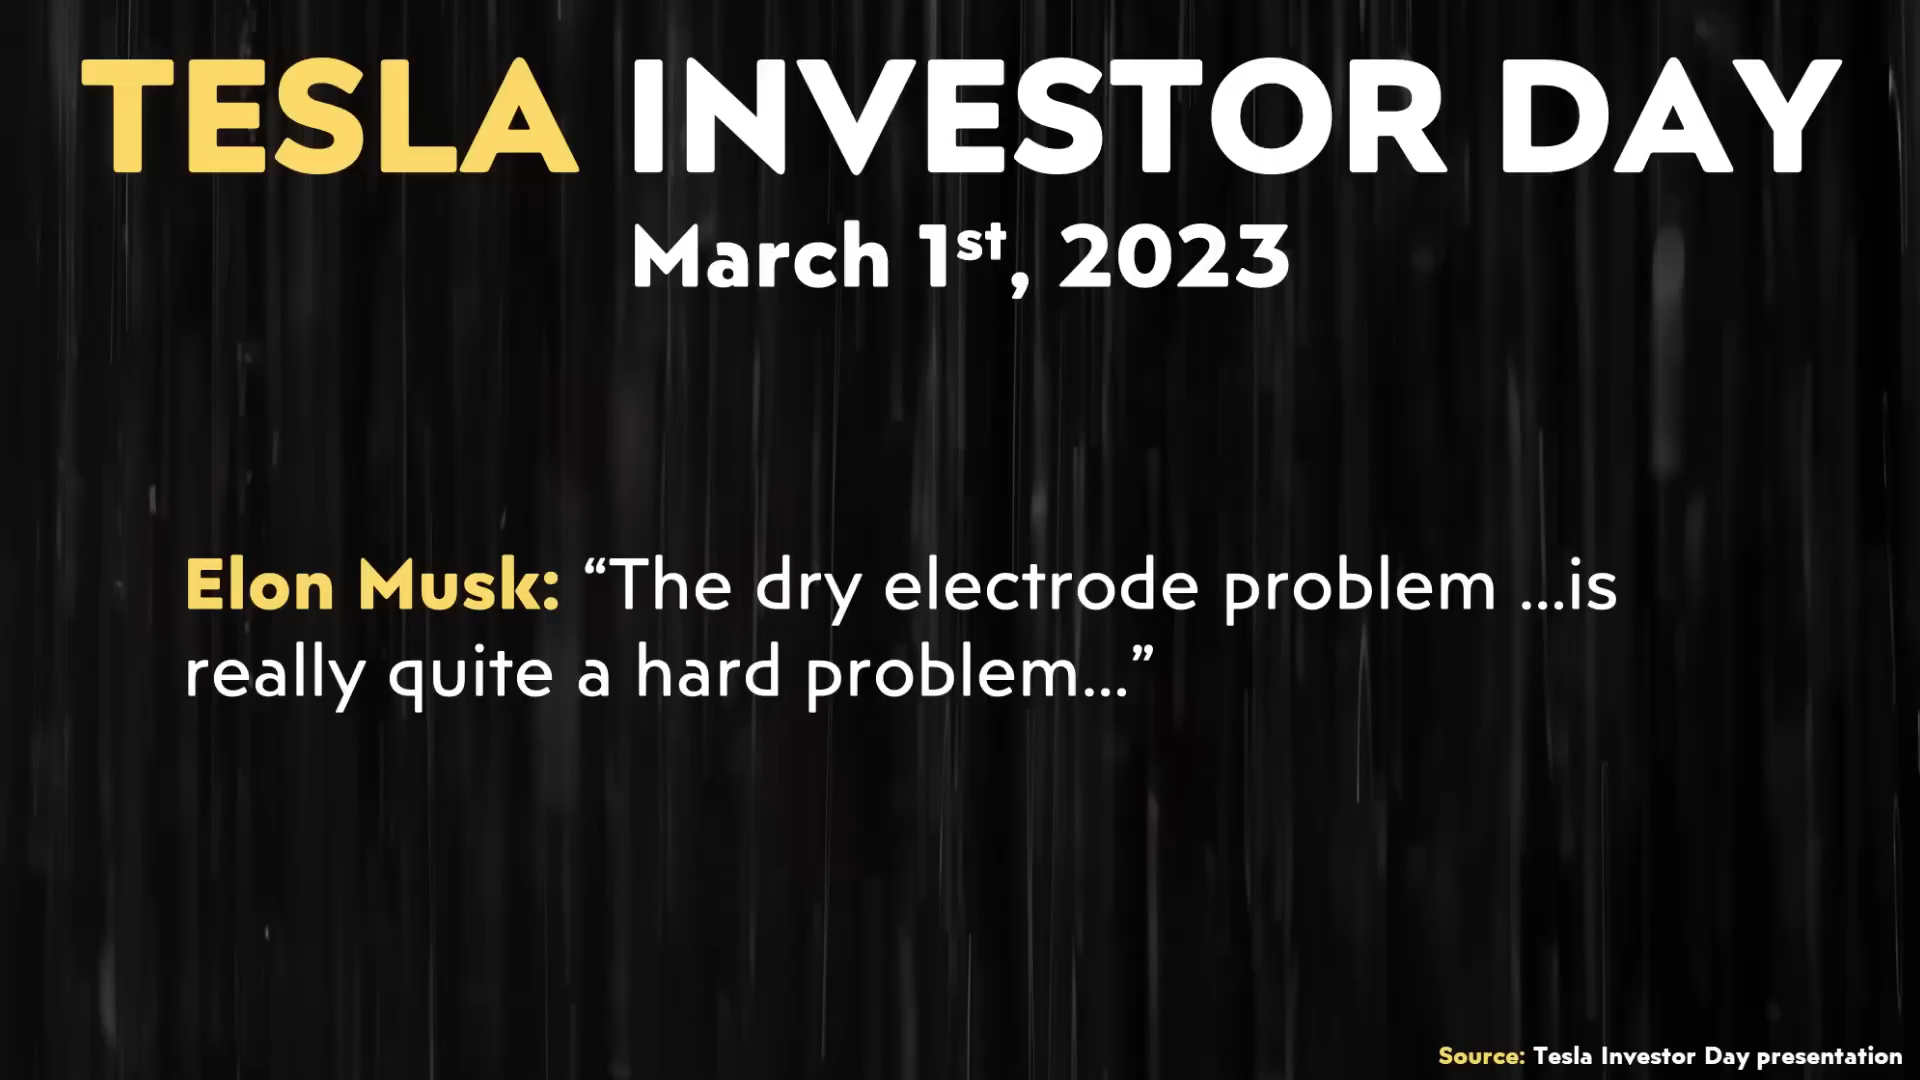 TESLA INVESTOR DAY
March 1st, 2023
Elon Musk: “The dry electrode problem ...is
really quite a hard problem...”
Source: Tesla Investor Day presentation